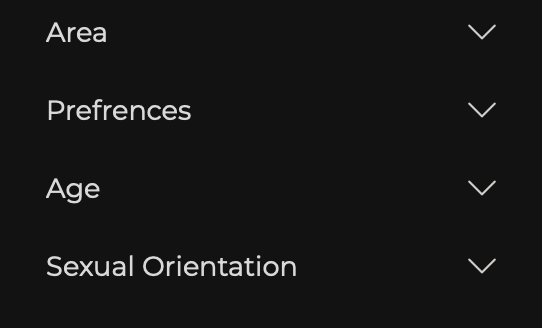 Area
Prefrences
Age
Sexual Orientation